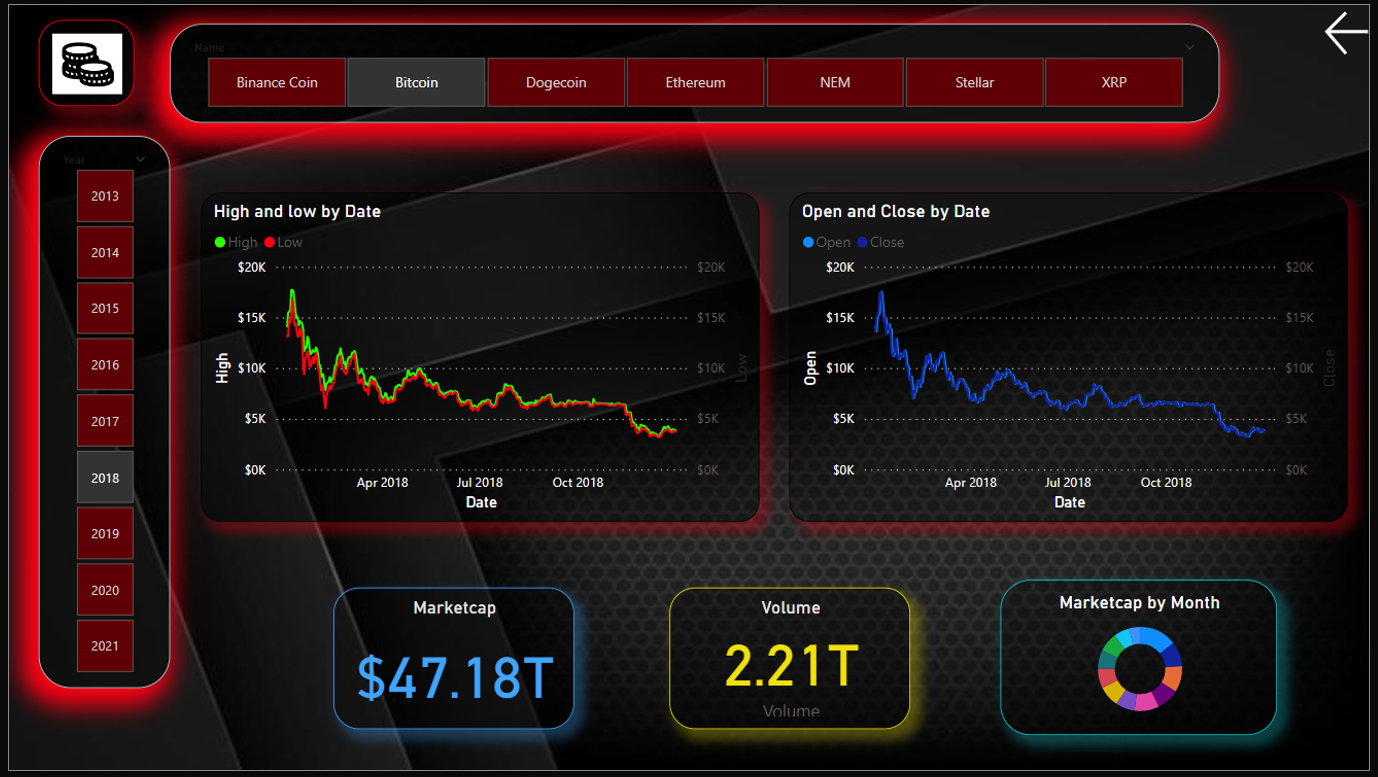 Name
Binance Coin Bitcoin Dogecoin Ethereum NEM Stellar XRP
Year
2013
2014
2015
2016
2017
2018
2019
2020
2021
High and low by Date
High Low
$20K $20K
$15K $15K
$10K $10K
$5K $5K
$0K $0K
High
Low
Apr 2018 Jul 2018 Oct 2018
Date
Open and Close by Date
Open Close
$20K $20K
$15K $15K
$10K $10K
$5K $5K
$0K $0K
Open
Close
Apr 2018 Jul 2018 Oct 2018
Date
Marketcap
$47.18T
Volume
2.21T
Volume
Marketcap by Month